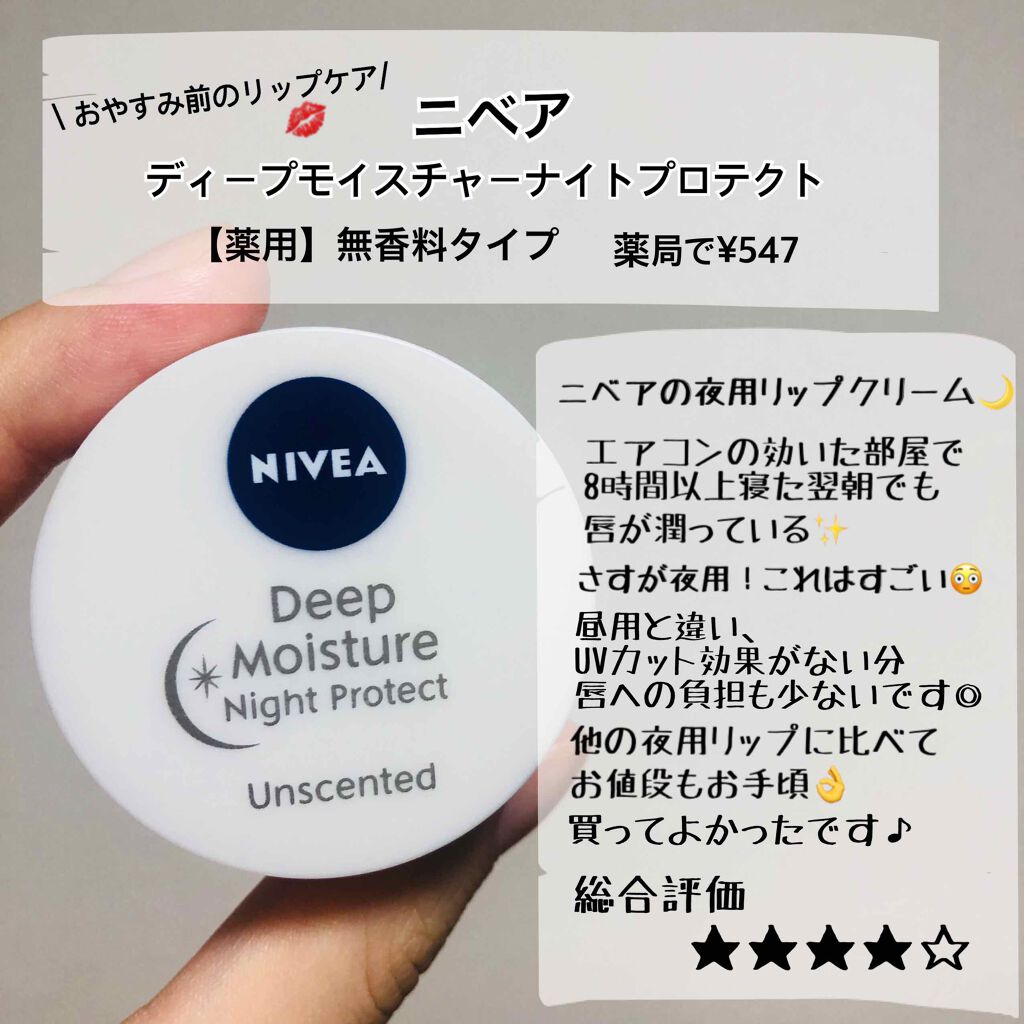 \ おやすみ前のリップケア/
💋
ニベア
ディープモイスチャーナイトプロテクト
【薬用】無香料タイプ 薬局で¥547
NIVEA
Deep
Moisture
Night Protect
Unscented
ニベアの夜用リップクリーム🌙
エアコンの効いた部屋で
8時間以上寝た翌朝でも
唇が潤っている✨
さすが夜用！これはすごい😳
昼用と違い、
UVカット効果がない分
唇への負担も少ないです◎
他の夜用リップに比べて
お値段もお手頃👌
買ってよかったです♪
総合評価
★★★★☆